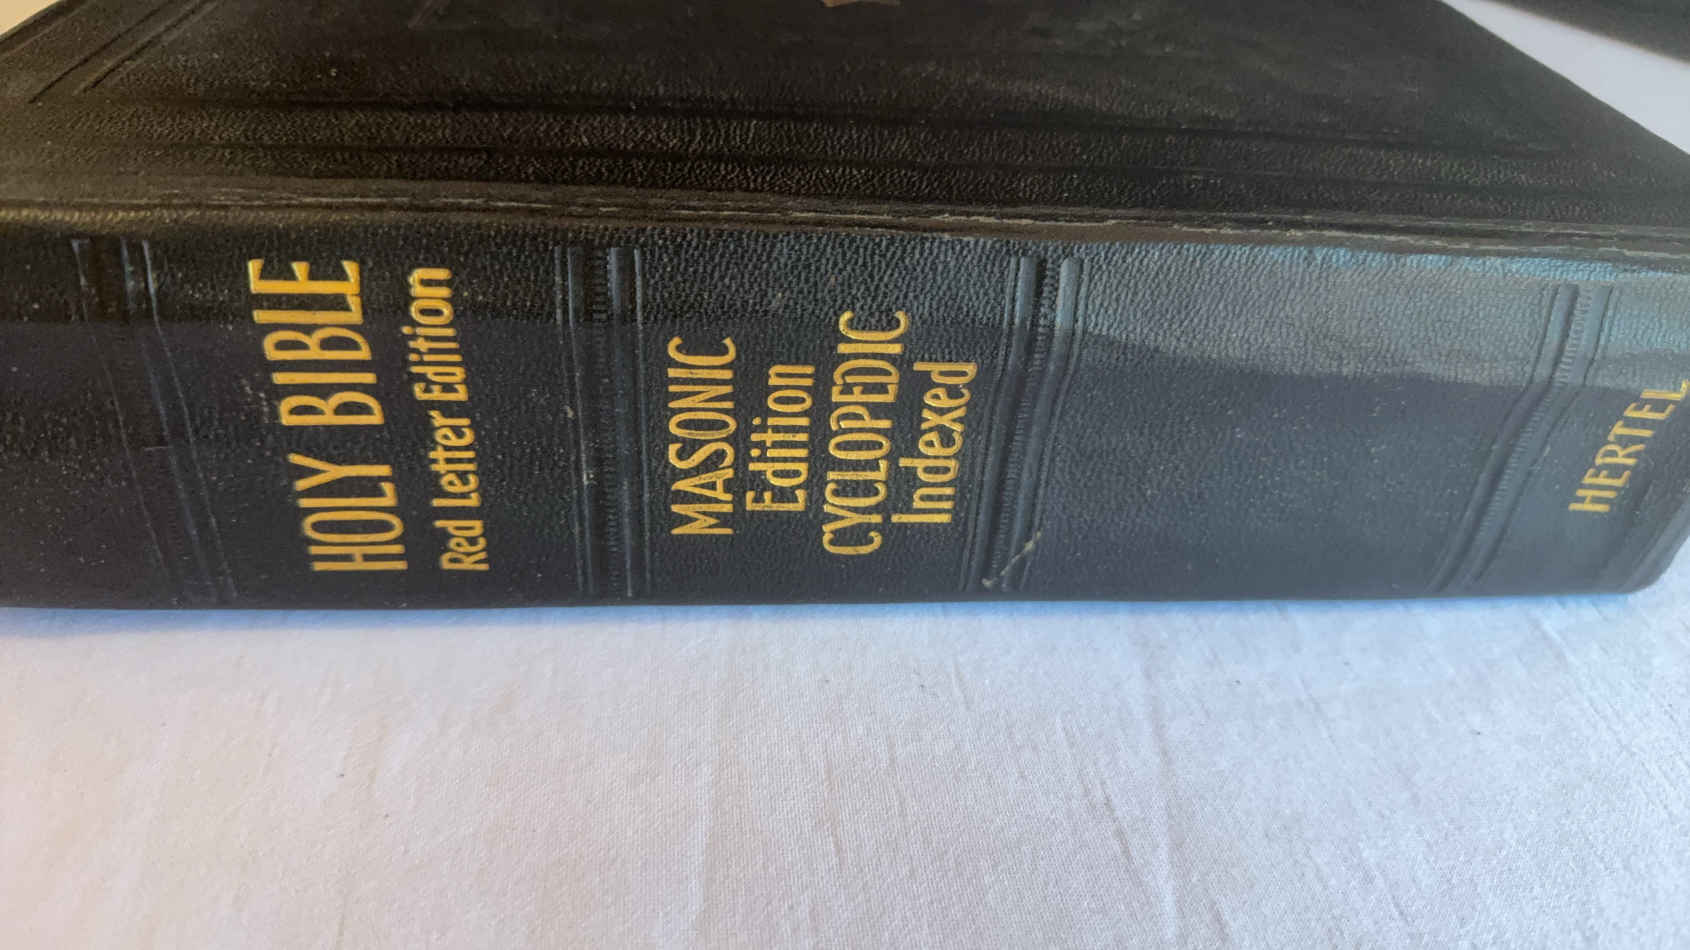 HOLY BIBLE
Red Letter Edition
MASONIC
Edition
CYCLOPEDIC
Indexed
HERTEL